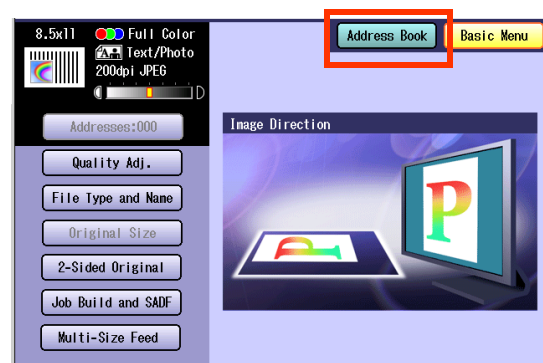 8.5x11 Full Color
A Text/Photo
200dpi JPEG
D
Addresses:000
Quality Adj.
File Type and Name
Original Size
2-Sided Original
Job Build and SADF
Multi-Size Feed
Address Book
Basic Menu
Image Direction
P
P